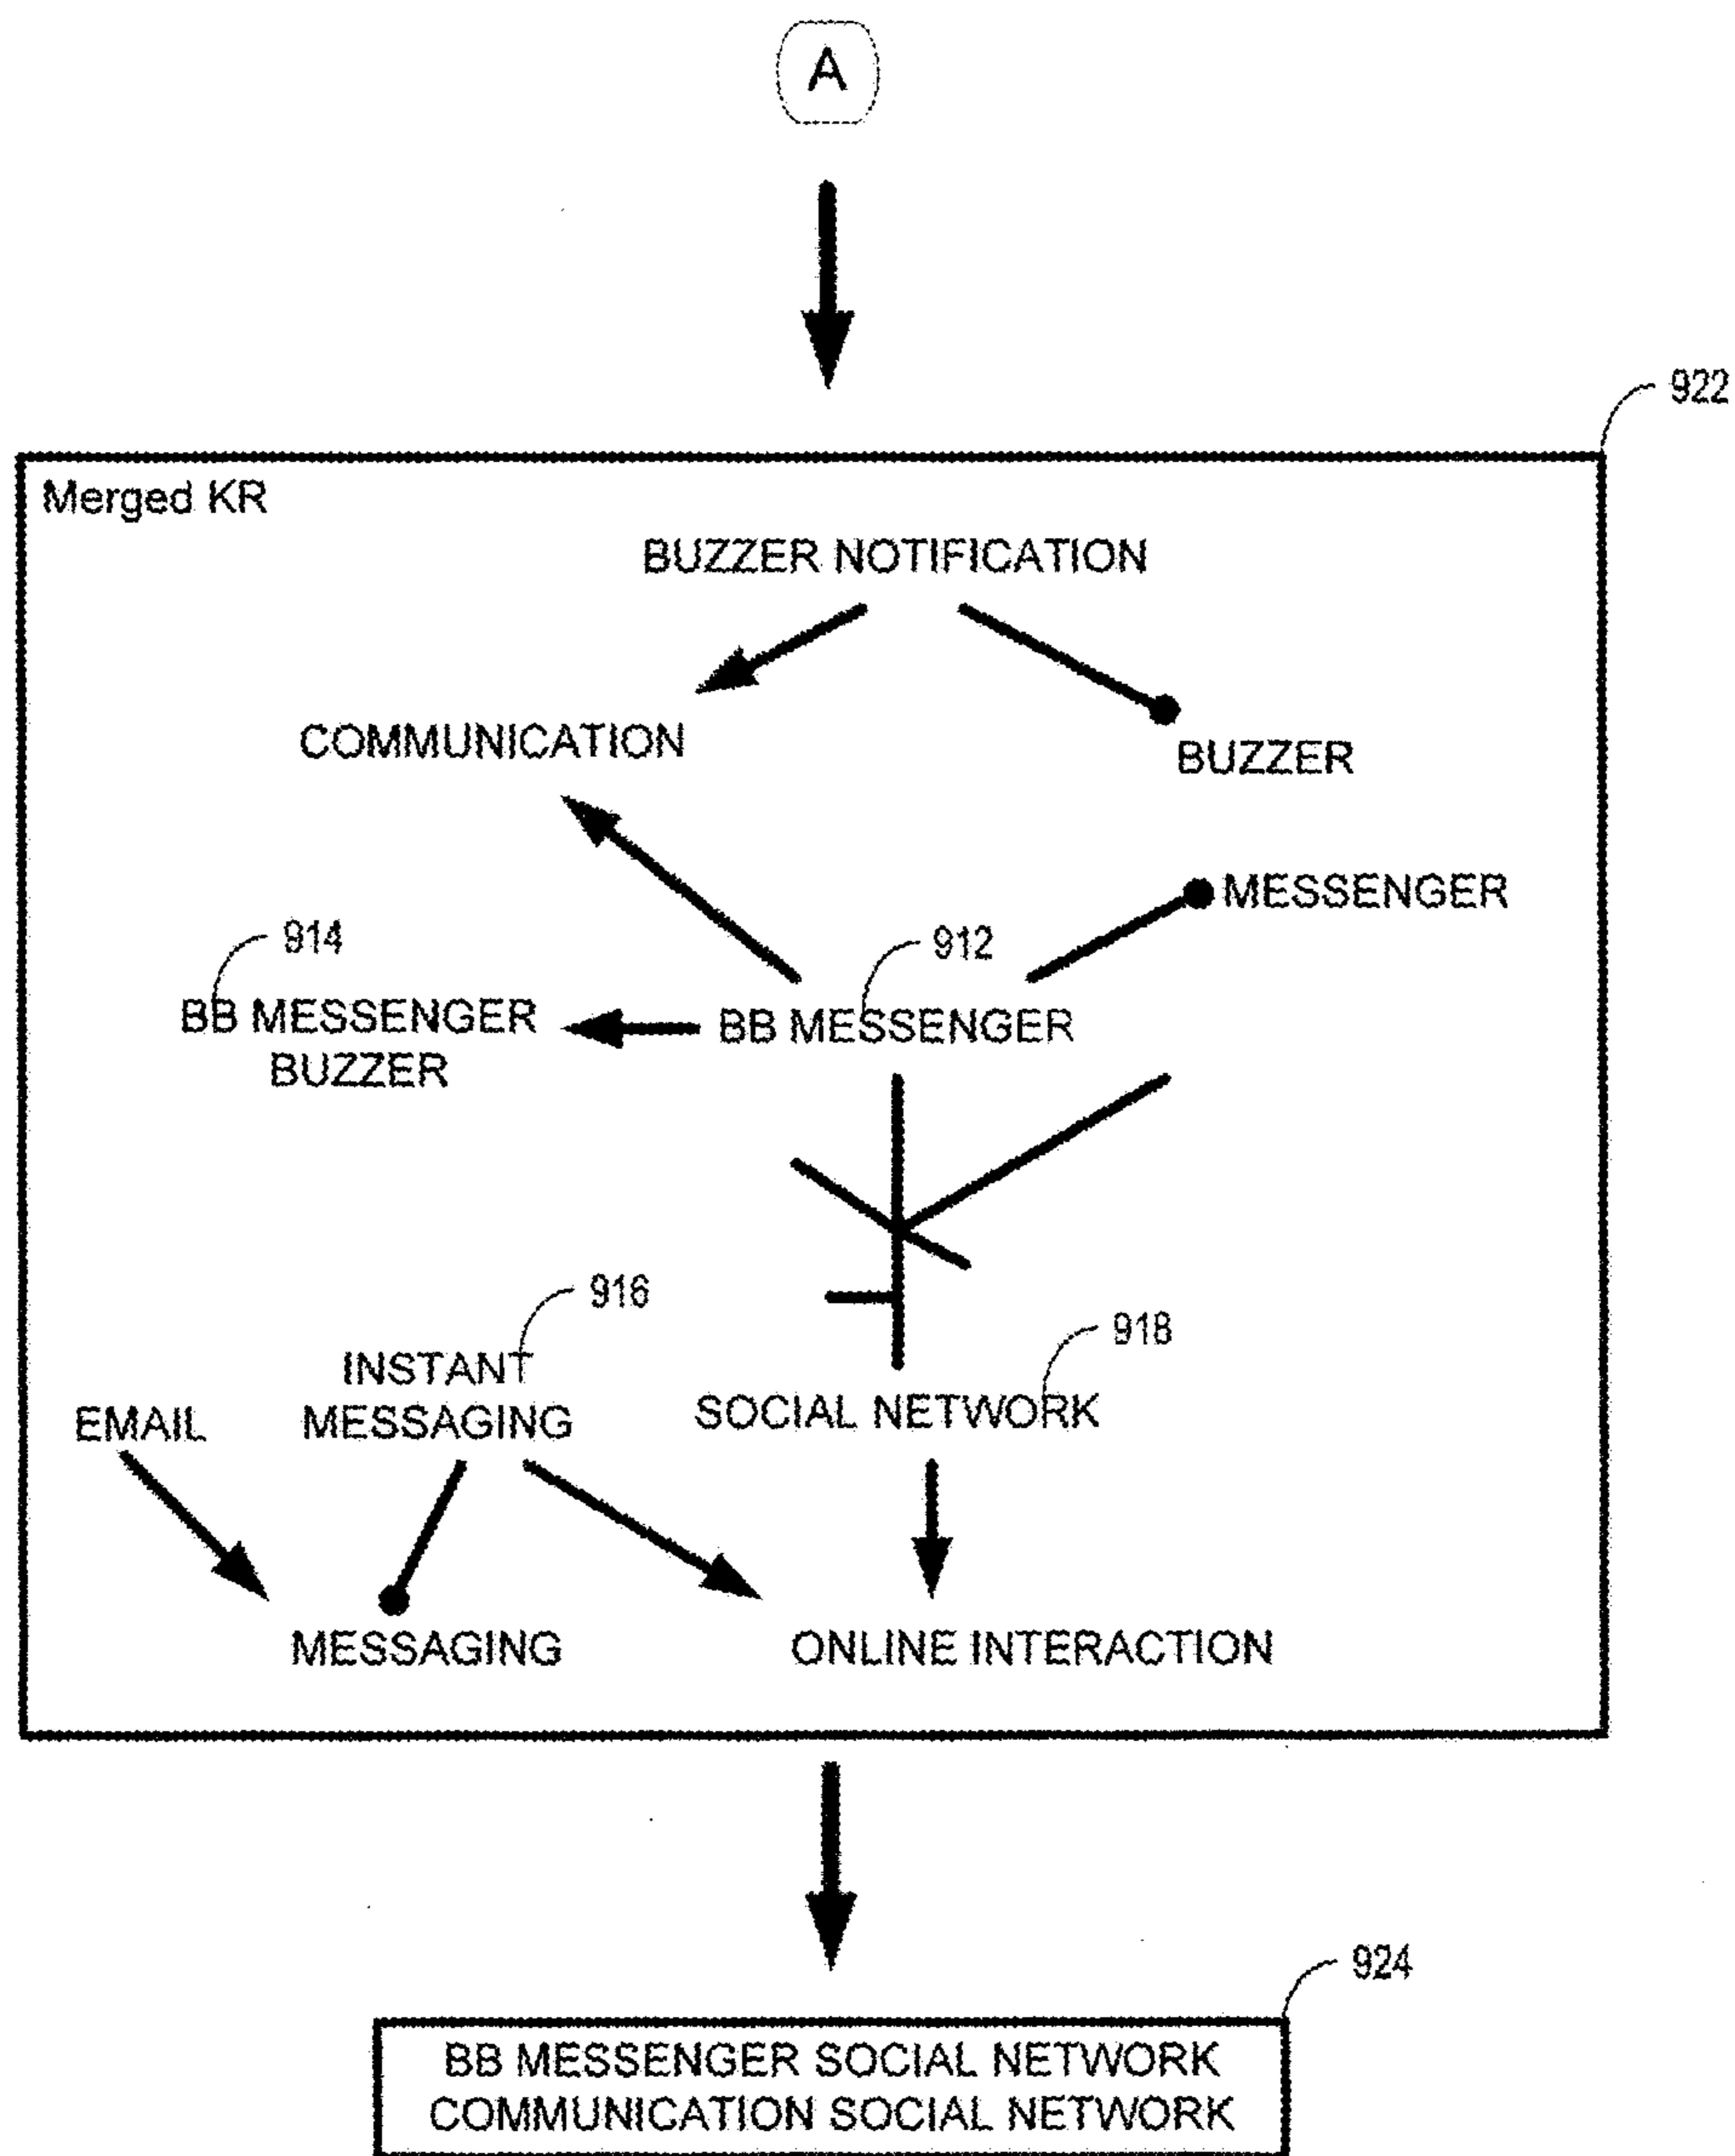 A
922
Merged KR
BUZZER NOTIFICATION
COMMUNICATION
BUZZER
MESSENGER
914
912
BB MESSENGER
BUZZER
BB MESSENGER
916
918
INSTANT
MESSAGING
EMAIL
SOCIAL NETWORK
MESSAGING
ONLINE INTERACTION
924
BB MESSENGER SOCIAL NETWORK
COMMUNICATION SOCIAL NETWORK